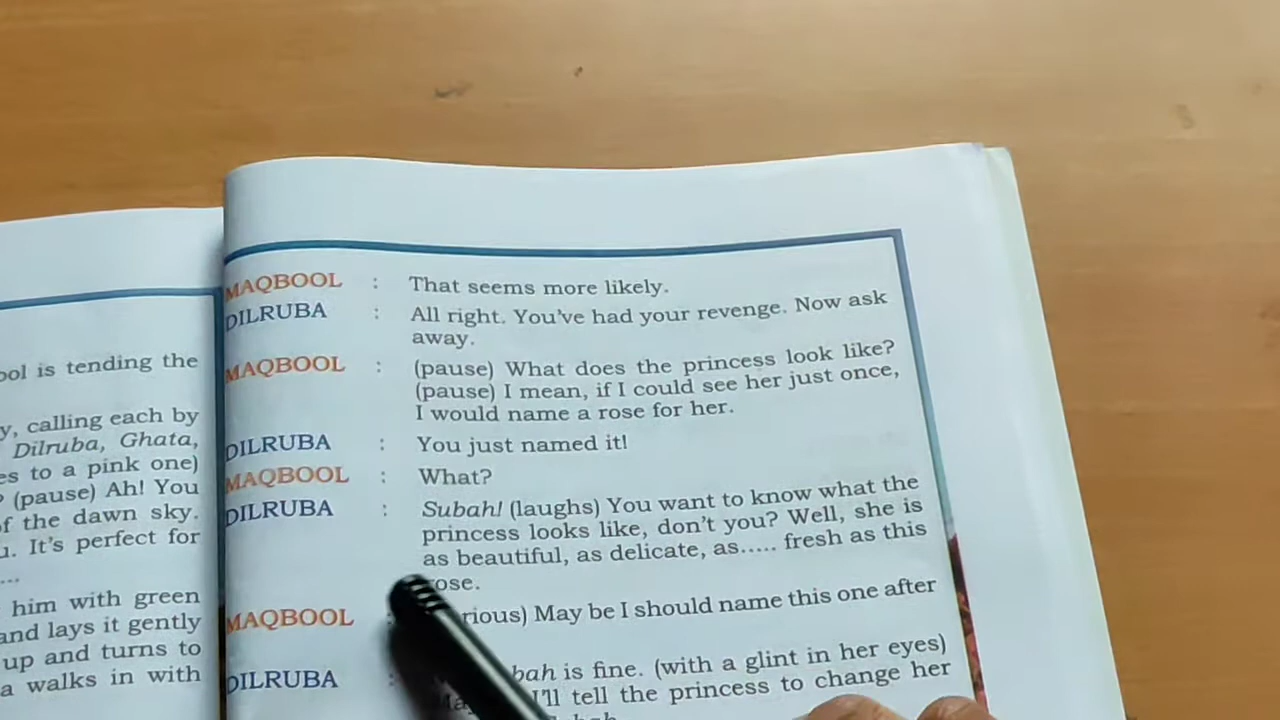 ool is tending the
y, calling each by
Dilruba, Ghata,
es to a pink one)
? (pause) Ah! You
of the dawn sky.
u. It's perfect for
...
him with green
and lays it gently
up and turns to
a walks in with
MAQBOOL : That seems more likely.
DILRUBA : All right. You've had your revenge. Now ask
away.
MAQBOOL : (pause) What does the princess look like?
(pause) I mean, if I could see her just once,
I would name a rose for her.
DILRUBA : You just named it!
MAQBOOL : What?
DILRUBA : Subah! (laughs) You want to know what the
princess looks like, don't you? Well, she is
as beautiful, as delicate, as..... fresh as this
rose.
MAQBOOL : rious) May be I should name this one after
DILRUBA : bah is fine. (with a glint in her eyes)
I'll tell the princess to change her